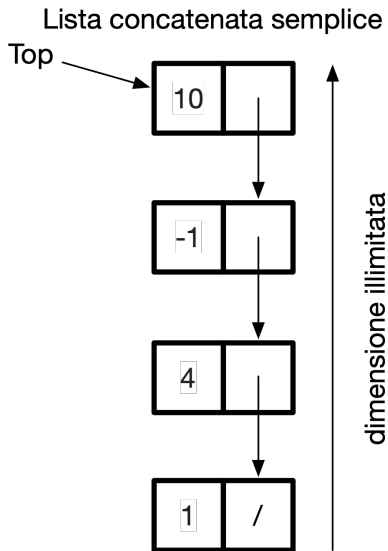 Lista concatenata semplice
Top
10
-1
4
1 /
dimensione illimitata